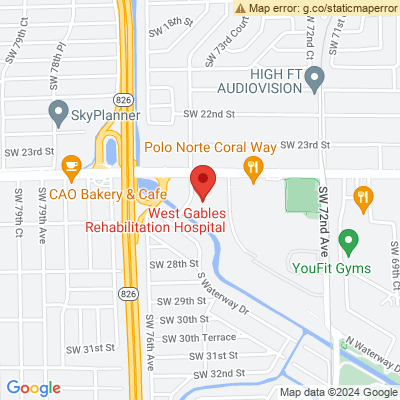 Map error: g.co/staticmaperror
SW 79th Ct
SW 78th Pl
SW 18th St
SW 73rd Court
SW 72nd Ct
SW 71st
HIGH FT
AUDIOVISION
826
SkyPlanner
SW 22nd St
SW 23rd St
Polo Norte Coral Way
SW 23rd St
826
CAO Bakery & Cafe
West Gables
Rehabilitation Hospital
SW 79th Ct
SW 79th Ave
SW 72nd Ave
SW 69th Ct
YouFit Gyms
SW 28th St
S Waterway Dr
826
SW 29th St
SW 76th Ave
SW 30th St
SW 30th Terrace
SW 31st St
SW 31st St
SW 32nd St
N Waterway Dr
Google
Map data ©2024 Google